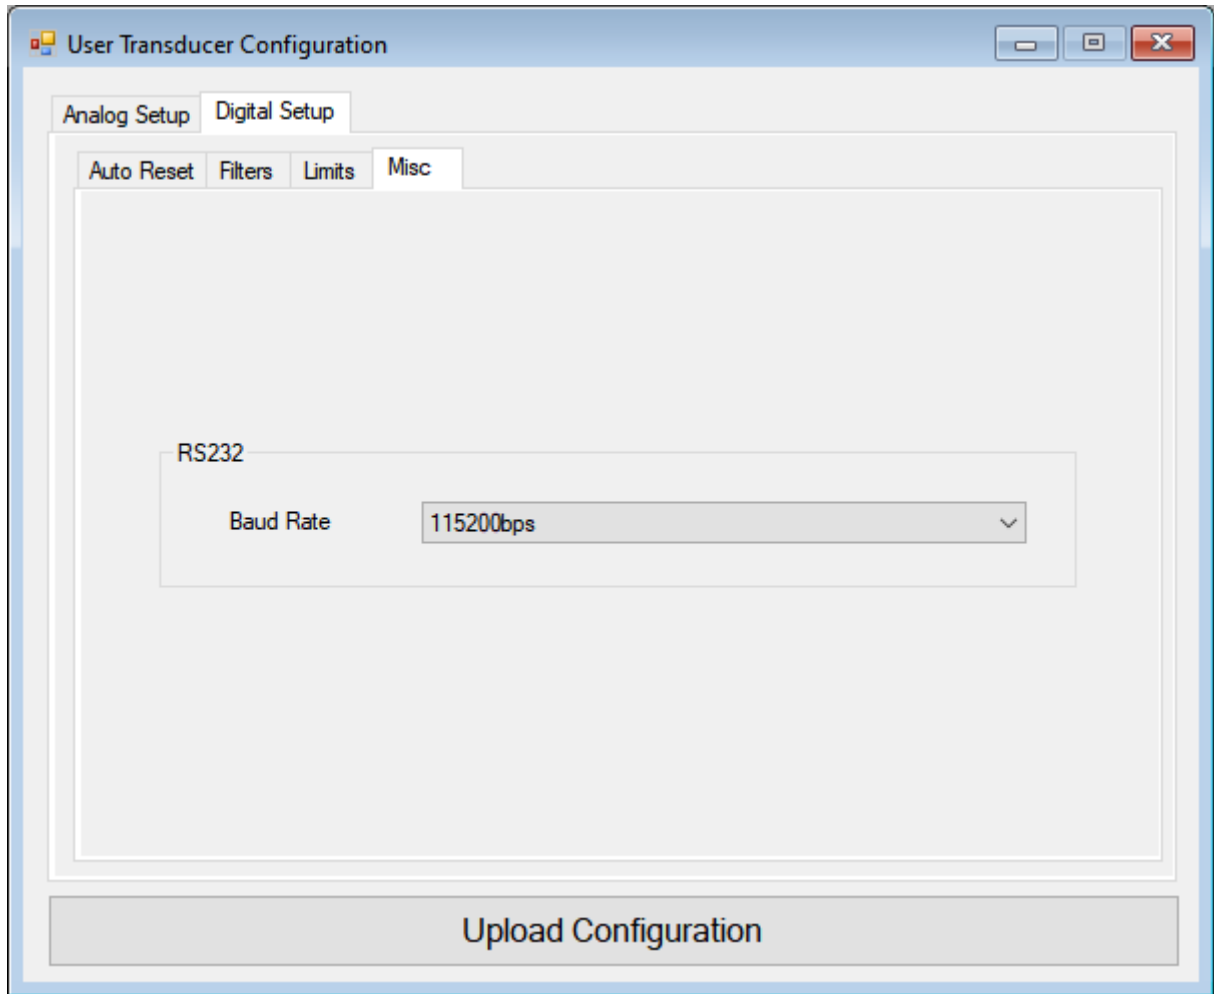 User Transducer Configuration
Analog Setup Digital Setup
Auto Reset Filters Limits Misc
RS232
Baud Rate 115200bps
Upload Configuration